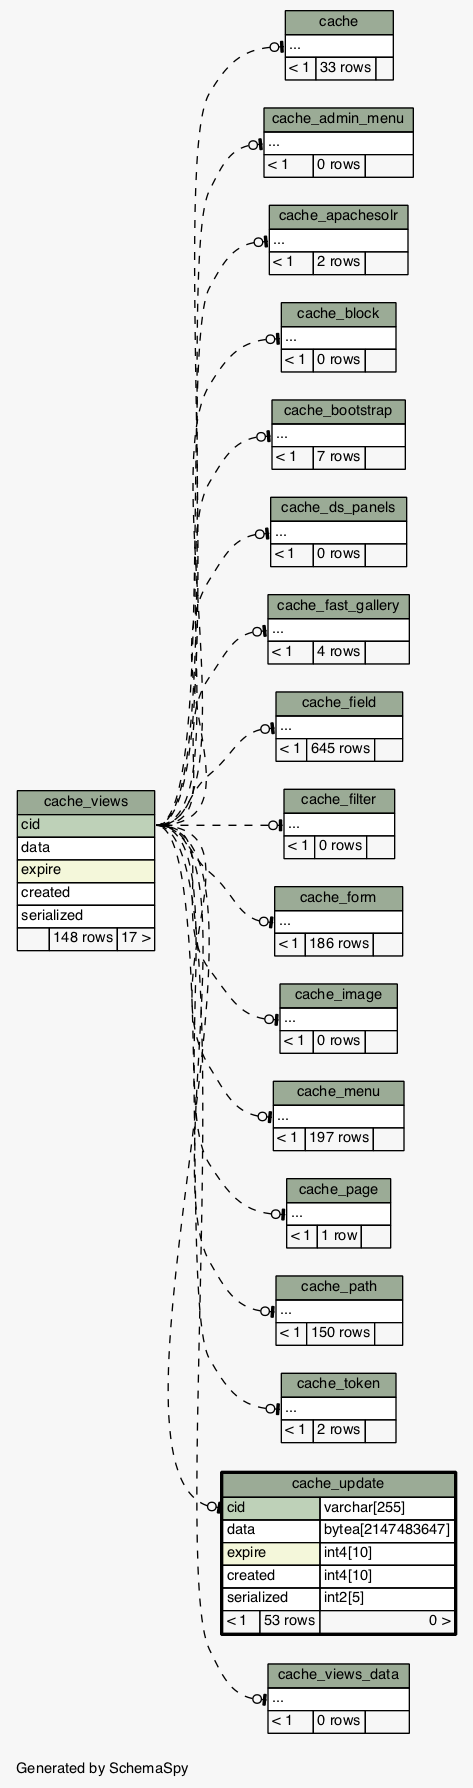 cache
...
< 1 33 rows
cache_admin_menu
...
< 1 0 rows
cache_apachesolr
...
< 1 2 rows
cache_block
...
< 1 0 rows
cache_bootstrap
...
< 1 7 rows
cache_ds_panels
...
< 1 0 rows
cache_fast_gallery
...
< 1 4 rows
cache_field
...
< 1 645 rows
cache_views
cid
data
expire
created
serialized
148 rows 17 >
cache_filter
...
< 1 0 rows
cache_form
...
< 1 186 rows
cache_image
...
< 1 0 rows
cache_menu
...
< 1 197 rows
cache_page
...
< 1 1 row
cache_path
...
< 1 150 rows
cache_token
...
< 1 2 rows
cache_update
cid varchar[255]
data bytea[2147483647]
expire int4[10]
created int4[10]
serialized int2[5]
< 1 53 rows 0 >
cache_views_data
...
< 1 0 rows
Generated by SchemaSpy